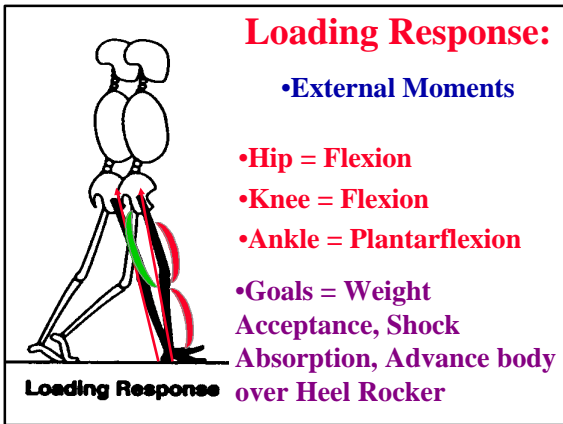 Loading Response:
•External Moments
•Hip = Flexion
•Knee = Flexion
•Ankle = Plantarflexion
•Goals = Weight
Acceptance, Shock
Absorption, Advance body
over Heel Rocker
Loading Response